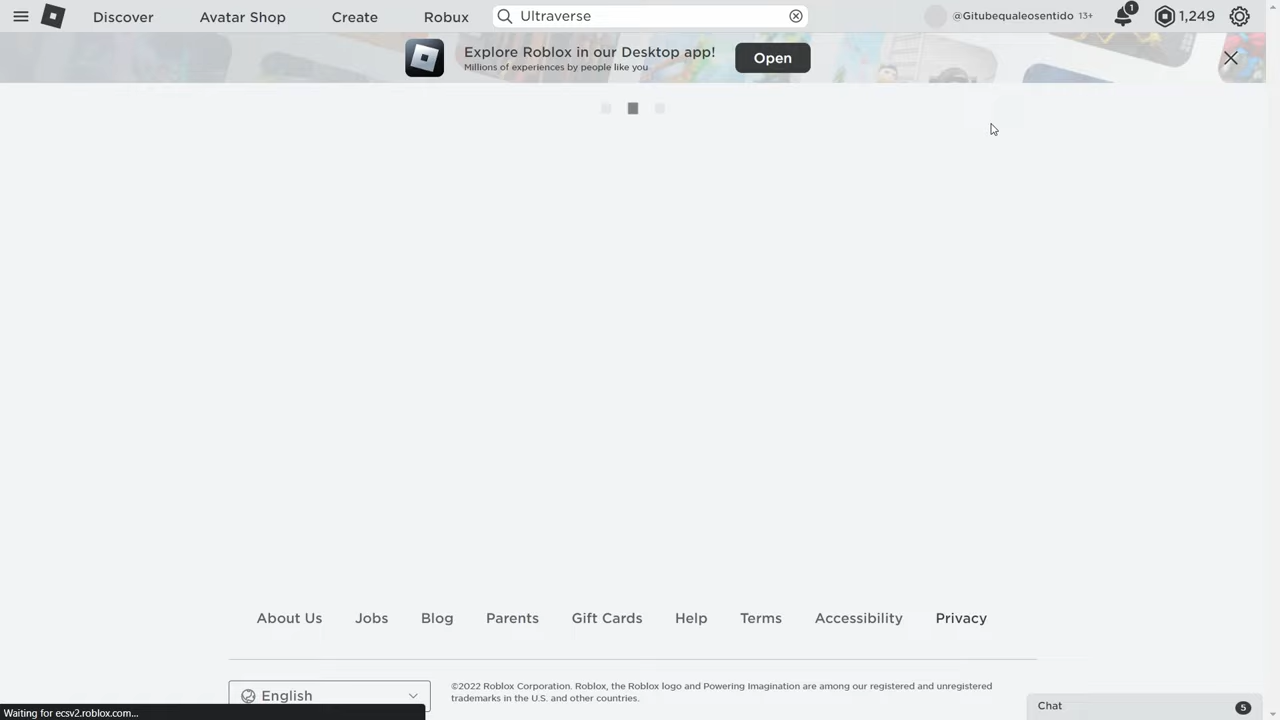 Discover
Avatar Shop
Create
Robux
Ultraverse
@Gitubequaleosentido 13+
1
1,249
Explore Roblox in our Desktop app!
Millions of experiences by people like you
Open
About Us
Jobs
Blog
Parents
Gift Cards
Help
Terms
Accessibility
Privacy
English
©2022 Roblox Corporation. Roblox, the Roblox logo and Powering Imagination are among our registered and unregistered
trademarks in the U.S. and other countries.
Chat
5
Waiting for ecsv2.roblox.com...